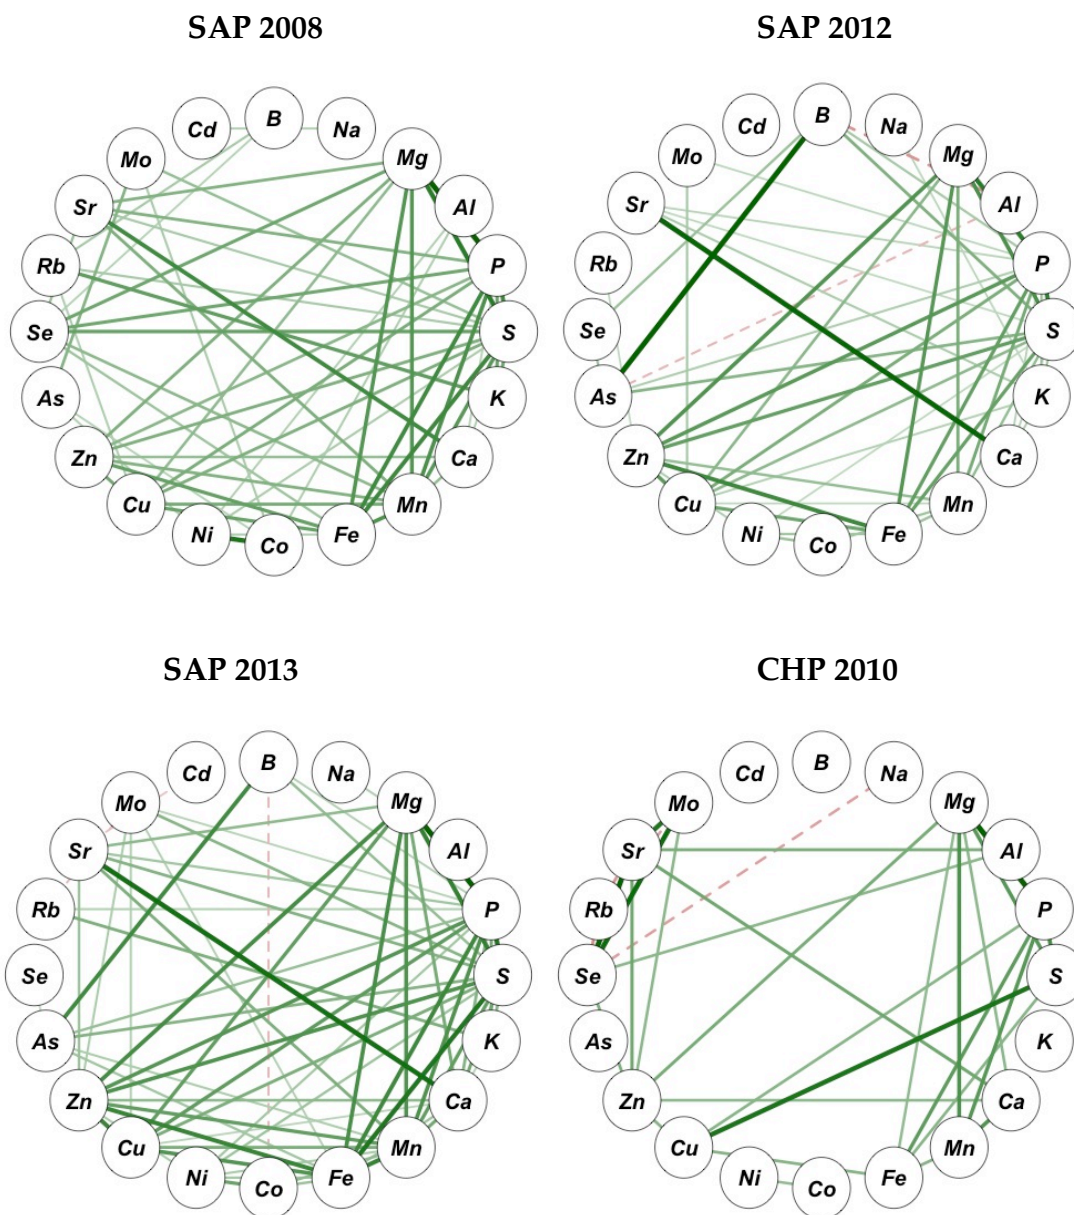 SAP 2008
SAP 2012
B
Cd
Na
Mo
Mg
Sr
Al
Rb
P
Se
S
As
K
Zn
Ca
Cu
Mn
Ni
Co
Fe
B
Cd
Na
Mo
Mg
Sr
Al
Rb
P
Se
S
As
K
Zn
Ca
Cu
Mn
Ni
Co
Fe
SAP 2013
CHP 2010
B
Cd
Na
Mo
Mg
Sr
Al
Rb
P
Se
S
As
K
Zn
Ca
Cu
Mn
Ni
Co
Fe
B
Cd
Na
Mo
Mg
Sr
Al
Rb
P
Se
S
As
K
Zn
Ca
Cu
Mn
Ni
Co
Fe